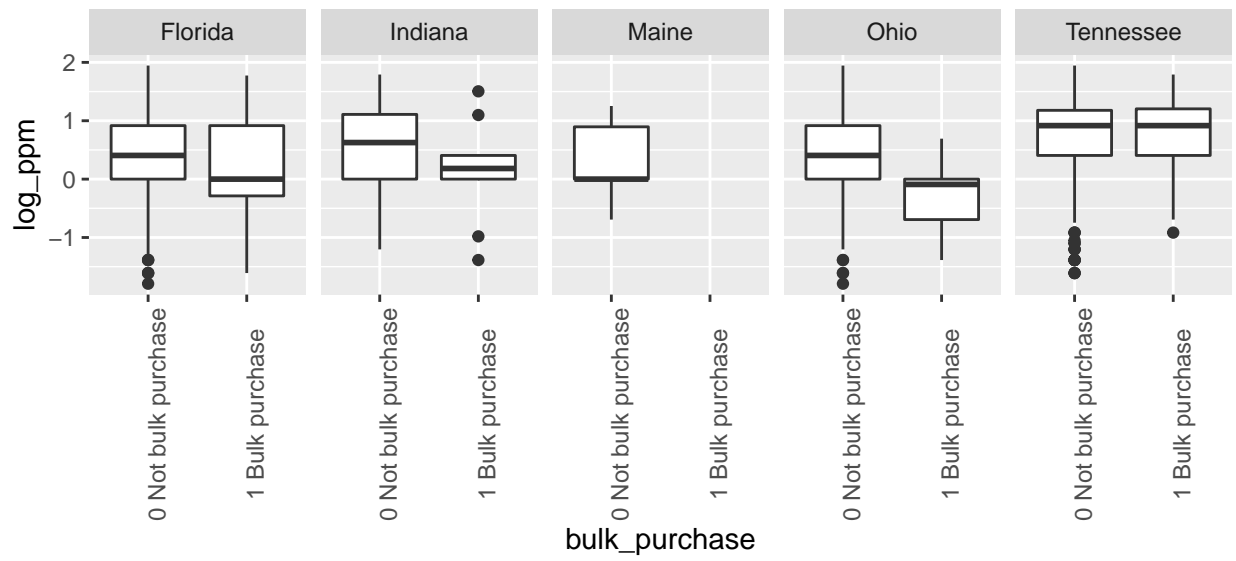 Florida
Indiana
Maine
Ohio
Tennessee
log_ppm
2
1
0
−1
0 Not bulk purchase
1 Bulk purchase
0 Not bulk purchase
1 Bulk purchase
0 Not bulk purchase
1 Bulk purchase
0 Not bulk purchase
1 Bulk purchase
0 Not bulk purchase
1 Bulk purchase
bulk_purchase